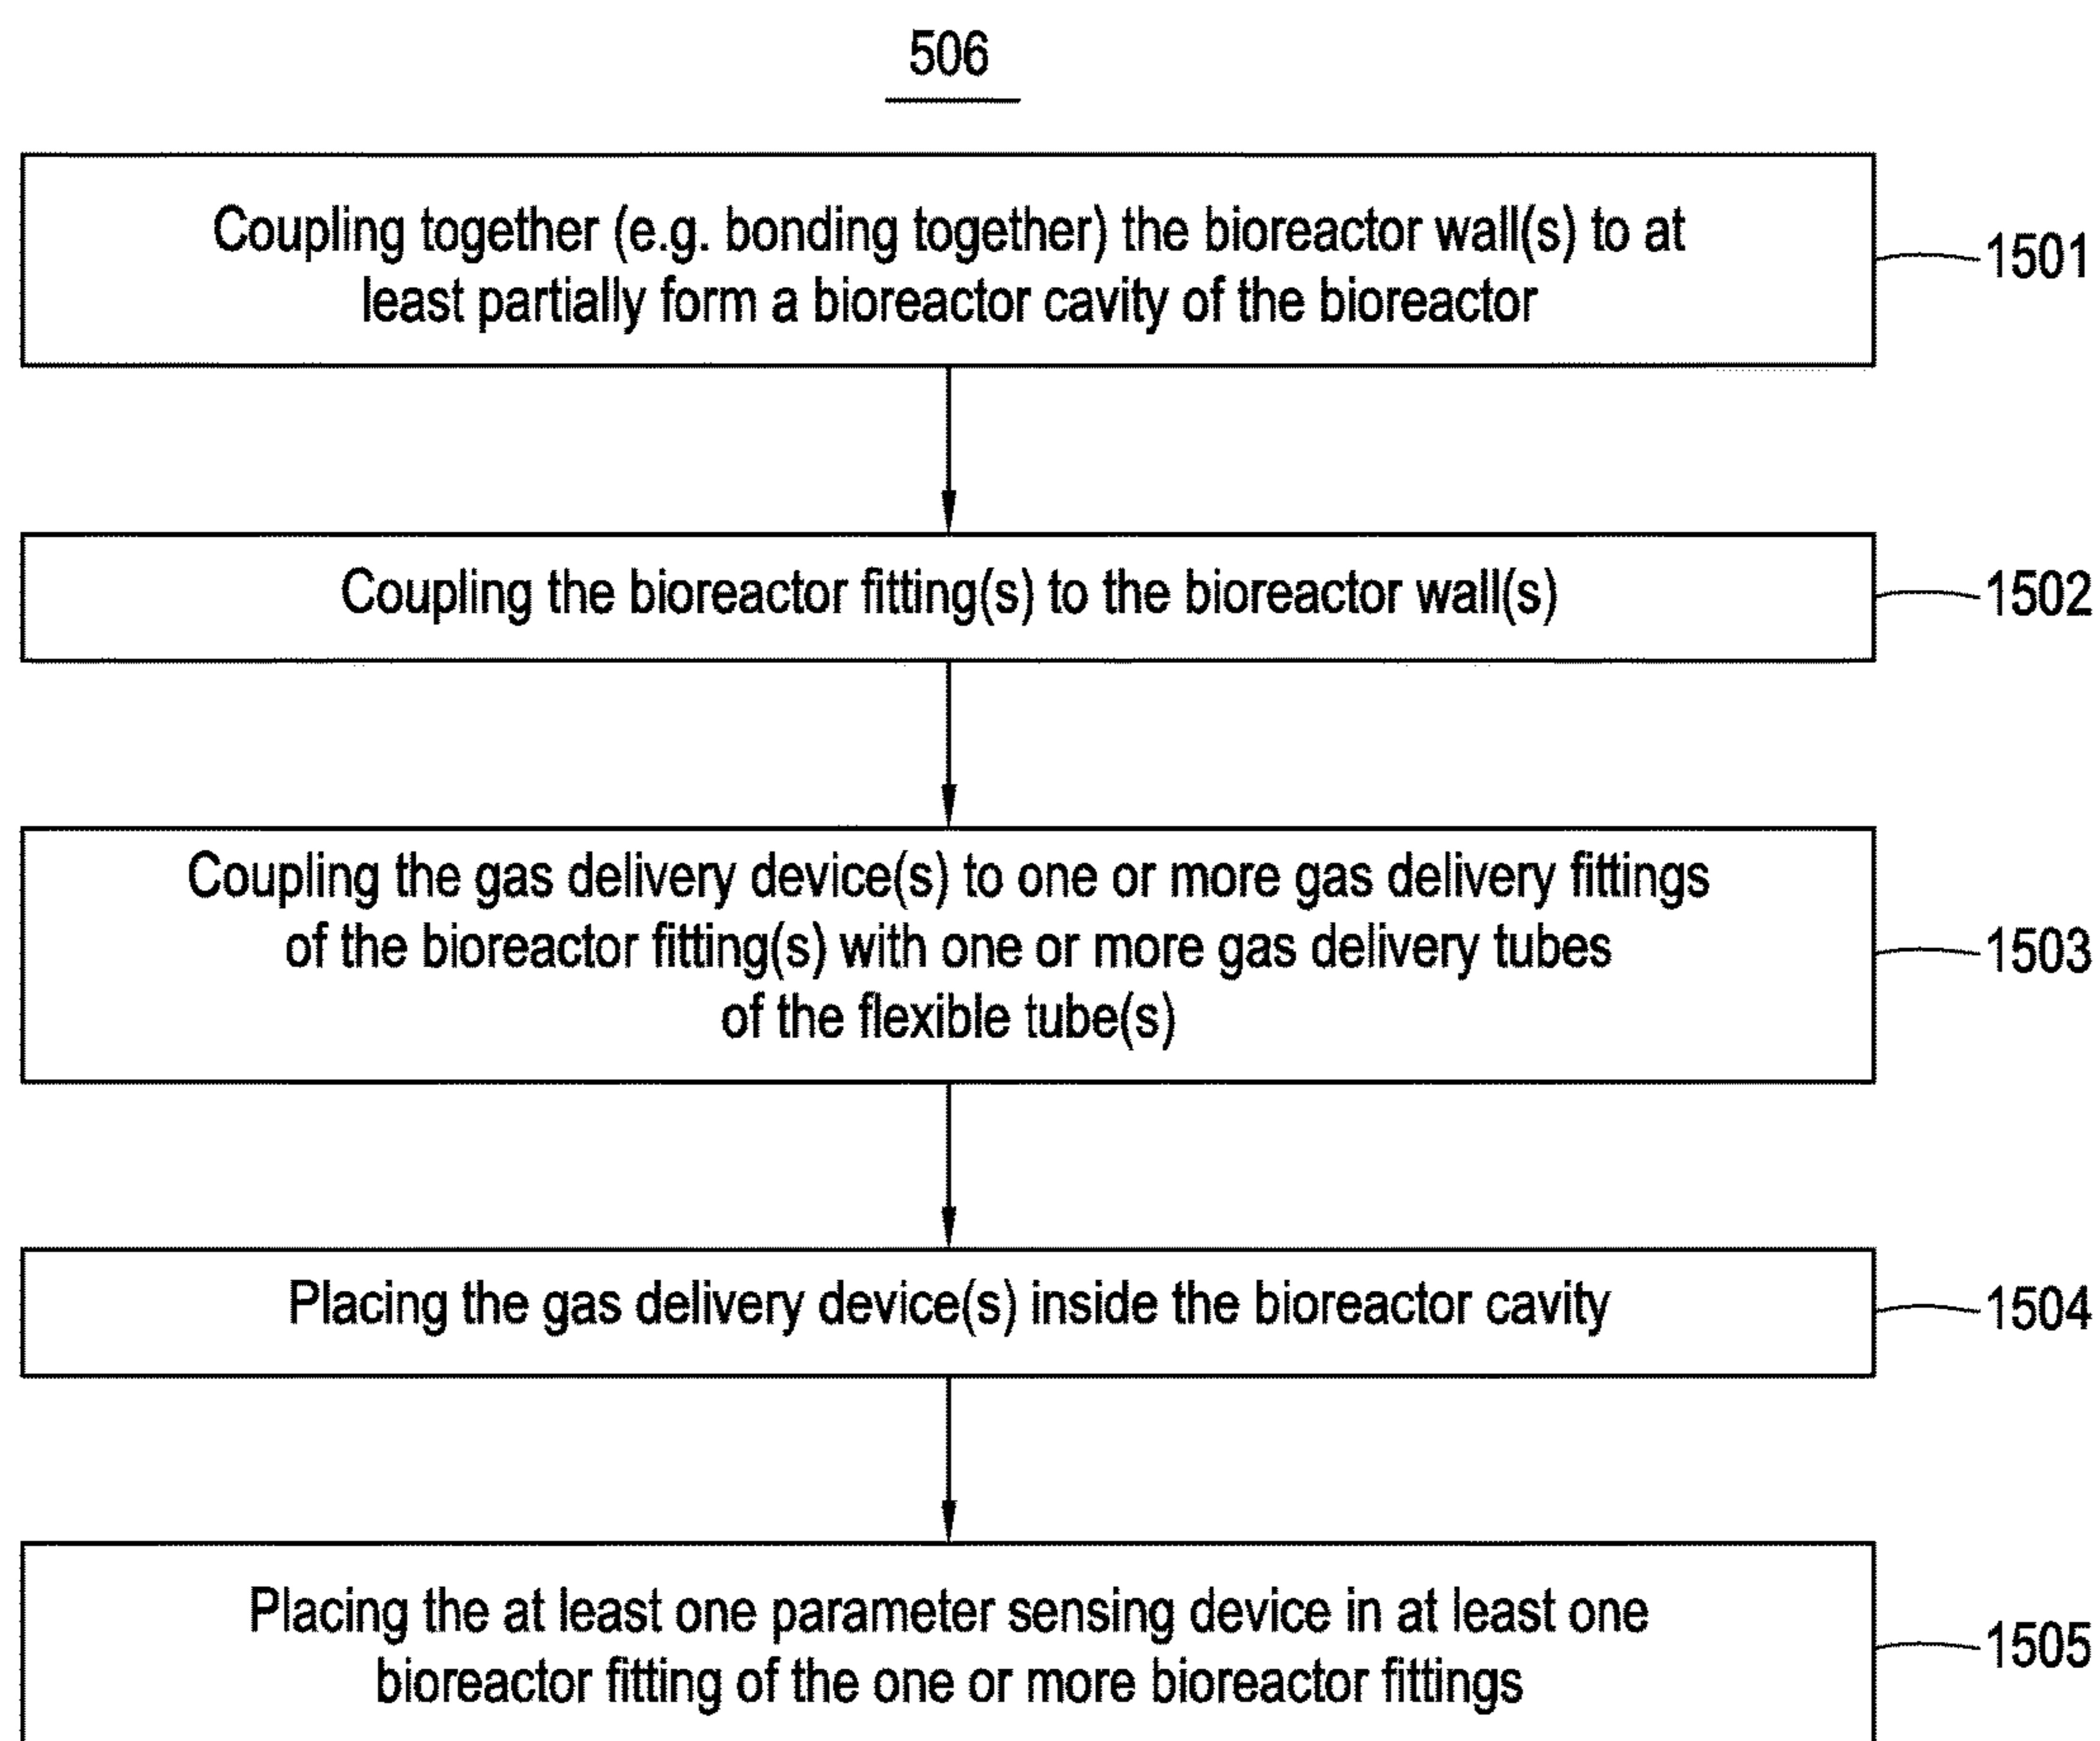 506
Coupling together (e.g. bonding together) the bioreactor wall(s) to at
least partially form a bioreactor cavity of the bioreactor
1501
Coupling the bioreactor fitting(s) to the bioreactor wall(s)
1502
Coupling the gas delivery device(s) to one or more gas delivery fittings
of the bioreactor fitting(s) with one or more gas delivery tubes
of the flexible tube(s)
1503
Placing the gas delivery device(s) inside the bioreactor cavity
1504
Placing the at least one parameter sensing device in at least one
bioreactor fitting of the one or more bioreactor fittings
1505